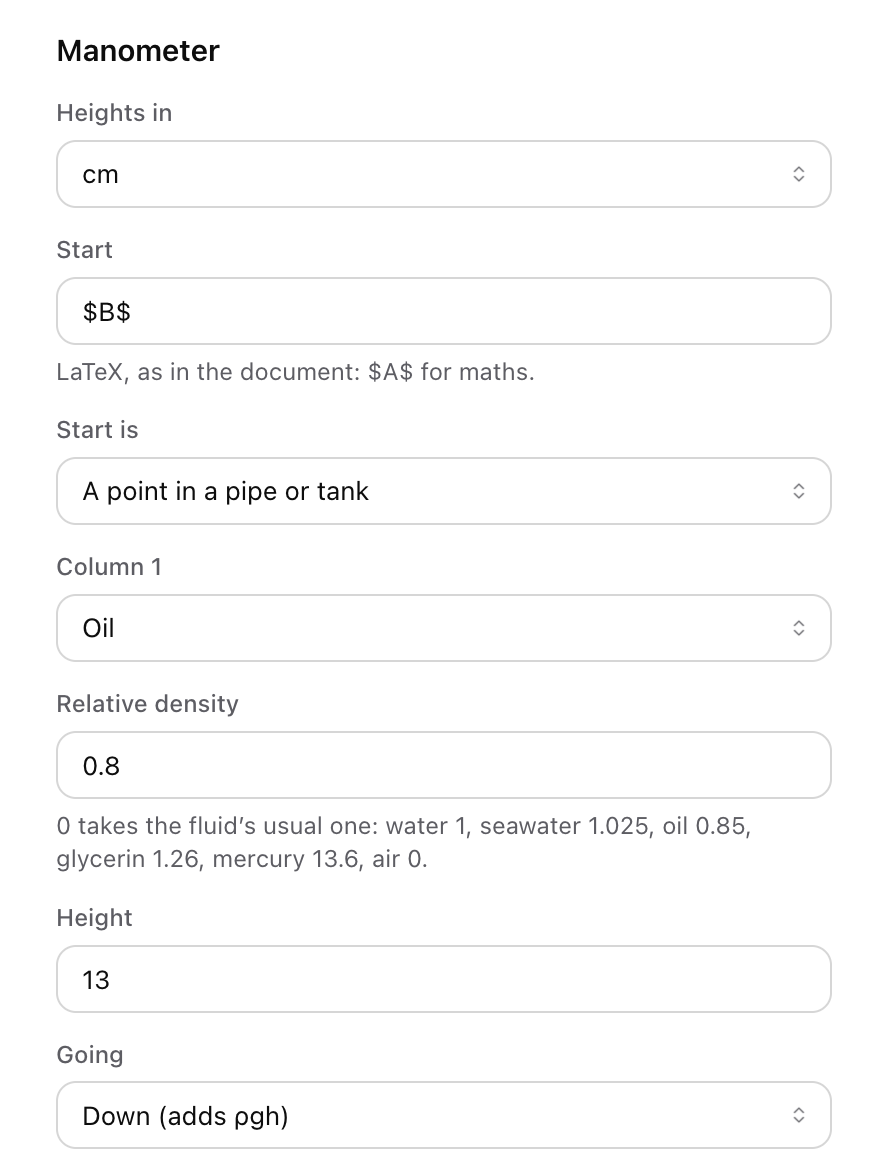 Manometer
Heights in
cm
Start
$B$
LaTeX, as in the document: $A$ for maths.
Start is
A point in a pipe or tank
Column 1
Oil
Relative density
0.8
0 takes the fluid’s usual one: water 1, seawater 1.025, oil 0.85,
glycerin 1.26, mercury 13.6, air 0.
Height
13
Going
Down (adds ρgh)